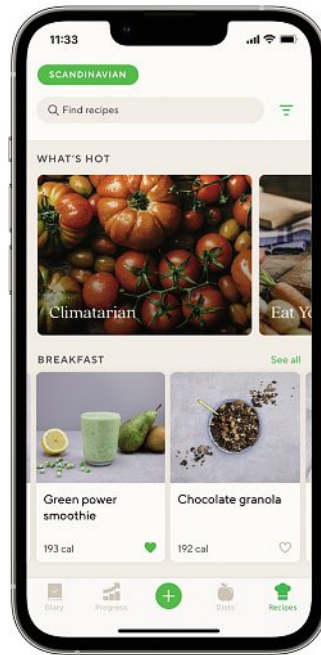 11:33
SCANDINAVIAN
Find recipes
WHAT'S HOT
Climatarian
Eat
BREAKFAST
See all
Green power
smoothie
Chocolate granola
193 cal
192 cal
Diary
Progress
Diets
Recipes